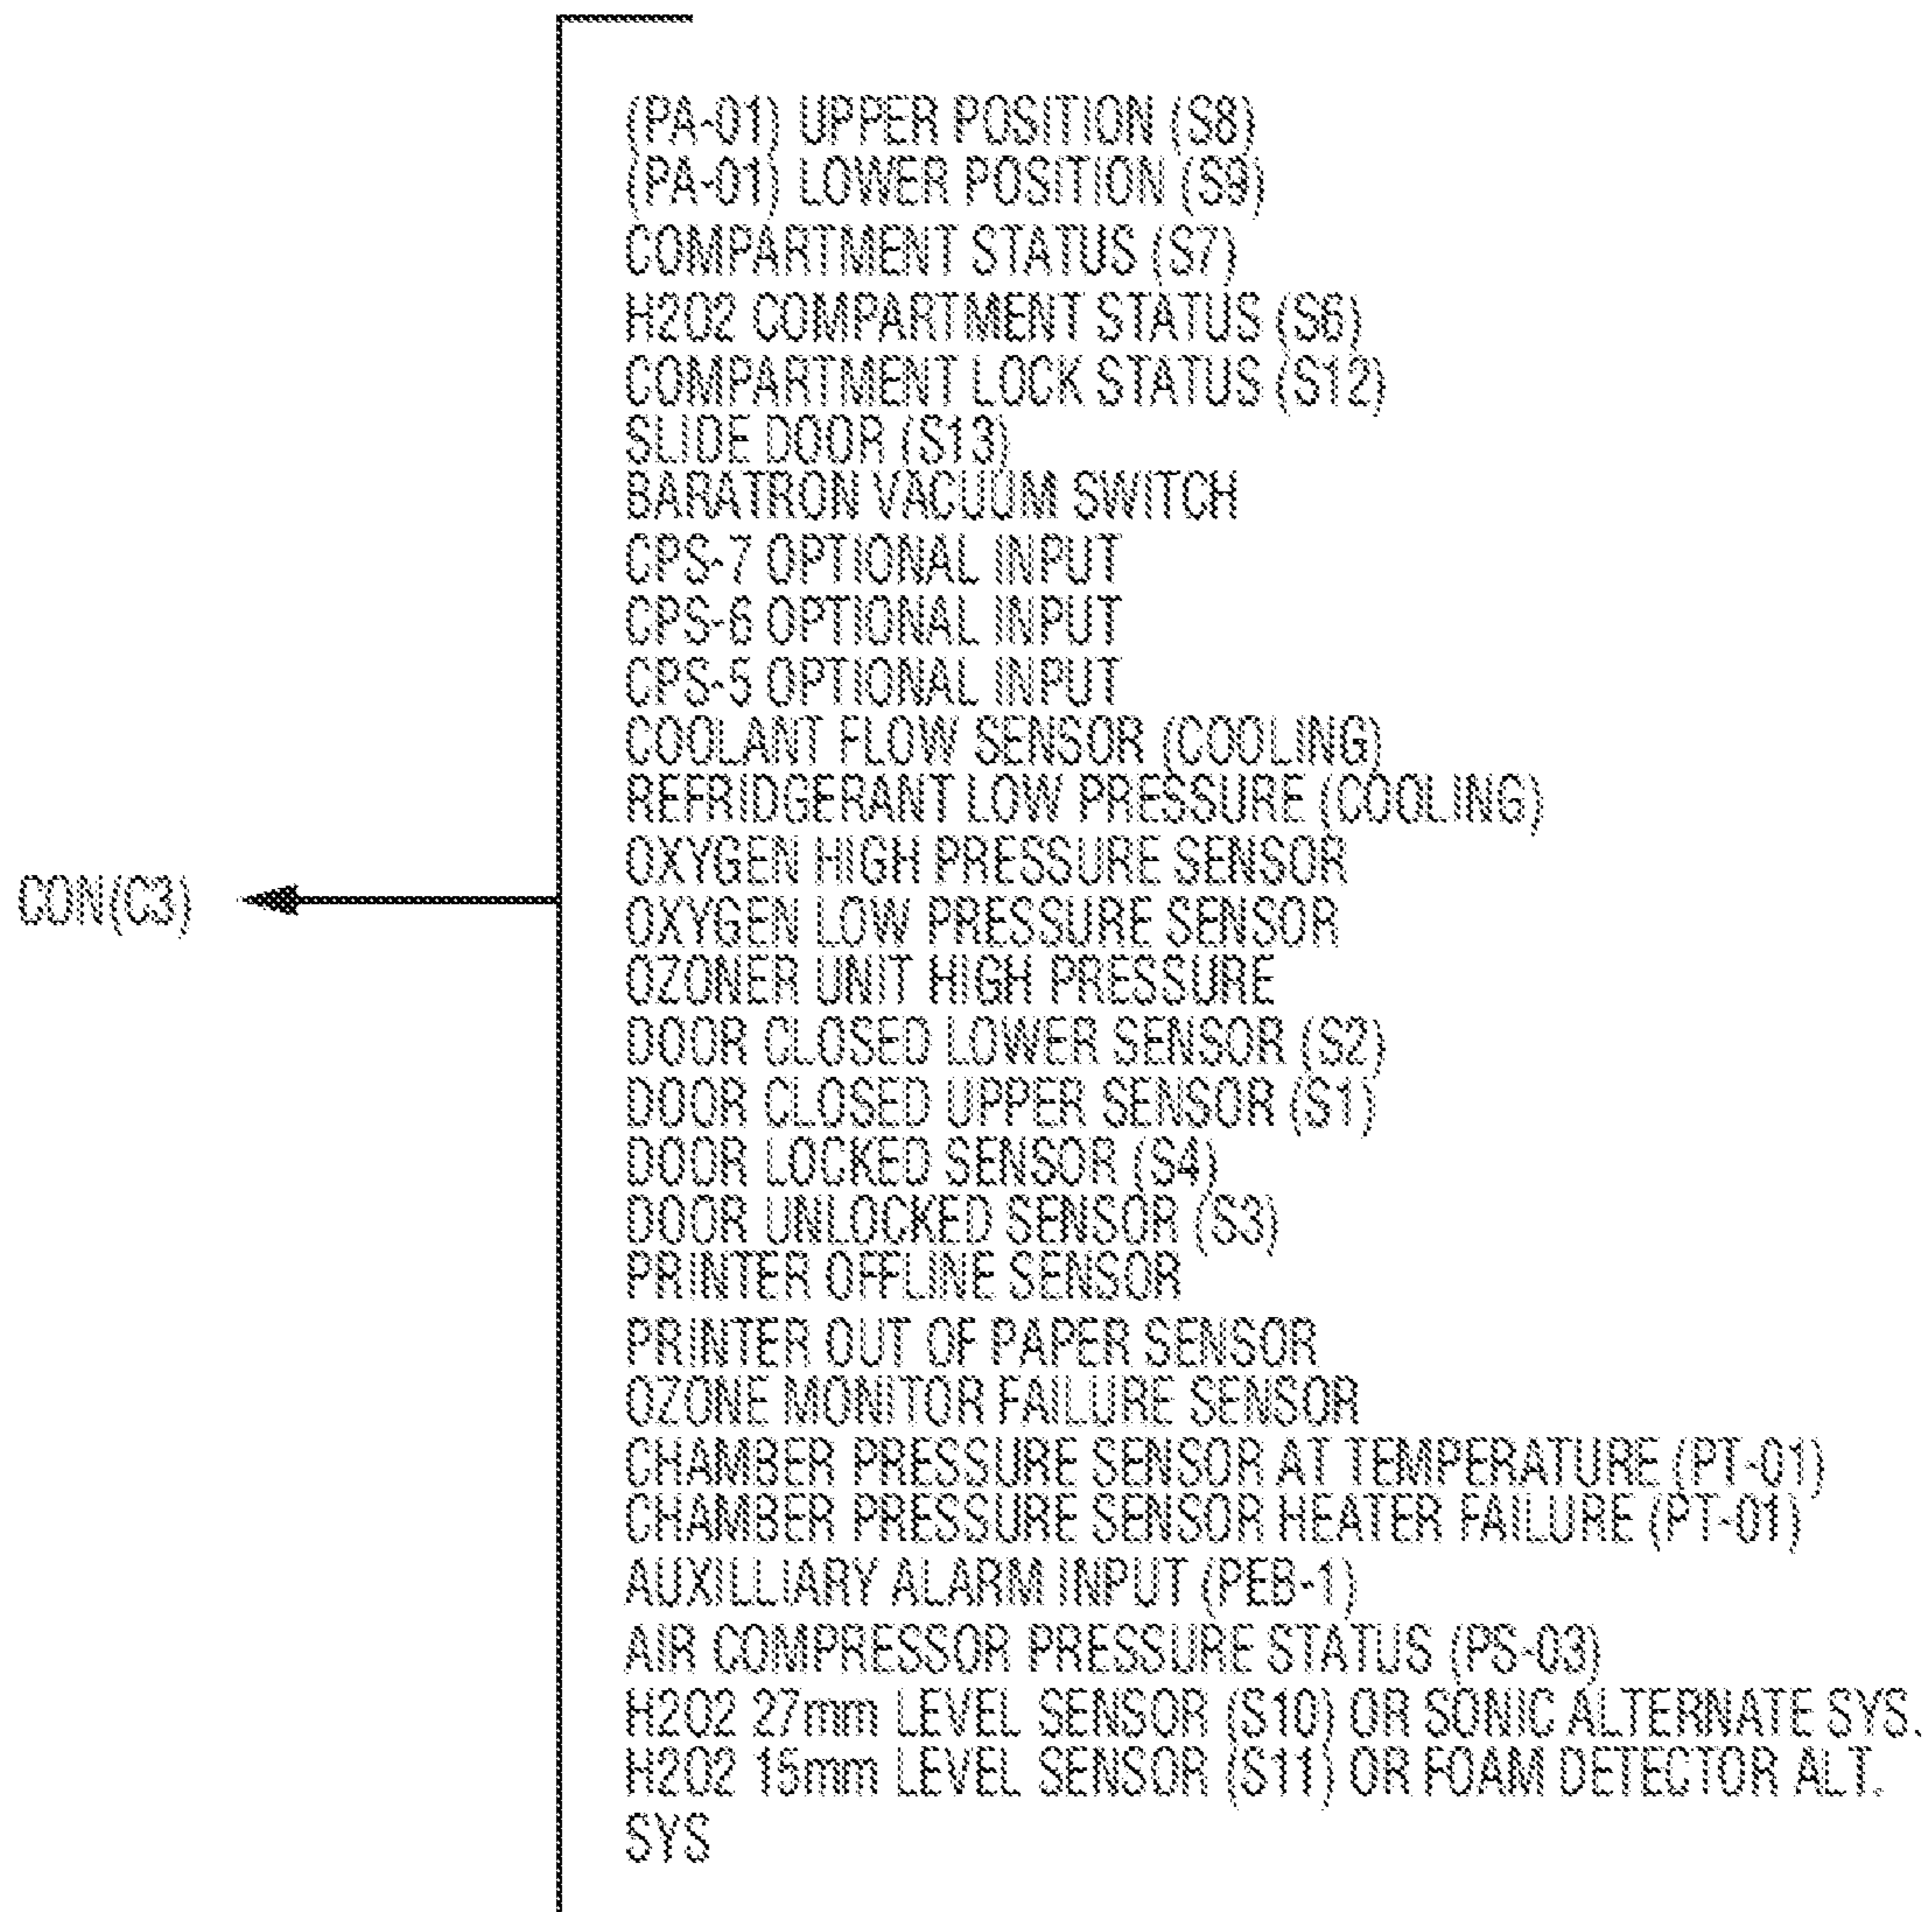 (PA-01) UPPER POSITION (S8)
(PA-01) LOWER POSITION (S9)
COMPARTMENT STATUS (S7)
H2O2 COMPARTMENT STATUS (S6)
COMPARTMENT LOCK STATUS (S12)
SLIDE DOOR (S13)
BARATRON VACUUM SWITCH
CPS-7 OPTIONAL INPUT
CPS-6 OPTIONAL INPUT
CPS-5 OPTIONAL INPUT
COOLANT FLOW SENSOR (COOLING)
REFRIDGERANT LOW PRESSURE (COOLING)
OXYGEN HIGH PRESSURE SENSOR
CON(C3)
OXYGEN LOW PRESSURE SENSOR
OZONER UNIT HIGH PRESSURE
DOOR CLOSED LOWER SENSOR (S2)
DOOR CLOSED UPPER SENSOR (S1)
DOOR LOCKED SENSOR (S4)
DOOR UNLOCKED SENSOR (S3)
PRINTER OFFLINE SENSOR
PRINTER OUT OF PAPER SENSOR
OZONE MONITOR FAILURE SENSOR
CHAMBER PRESSURE SENSOR AT TEMPERATURE (PT-01)
CHAMBER PRESSURE SENSOR HEATER FAILURE (PT-01)
AUXILLIARY ALARM INPUT (PEB-1)
AIR COMPRESSOR PRESSURE STATUS (PS-03)
H2O2 27mm LEVEL SENSOR (S10) OR SONIC ALTERNATE SYS.
H2O2 15mm LEVEL SENSOR (S11) OR FOAM DETECTOR ALT.
SYS